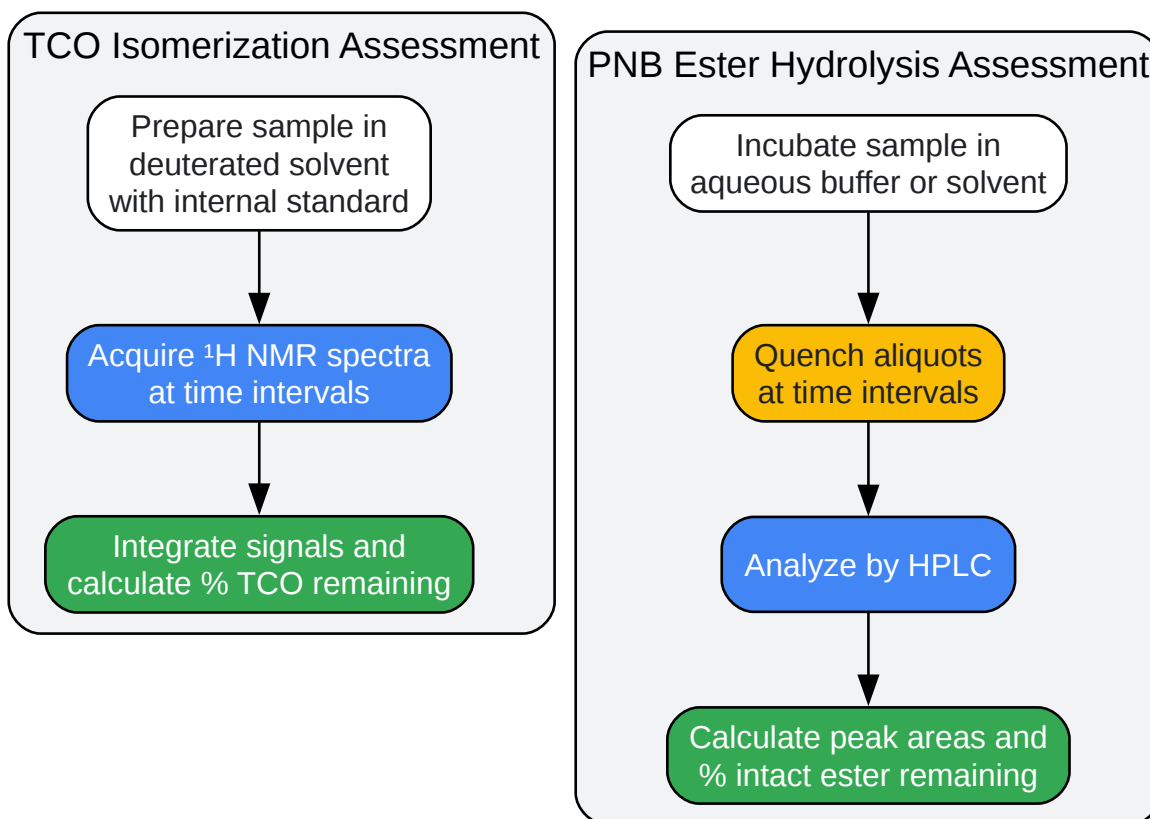 TCO Isomerization Assessment
Prepare sample in
deuterated solvent
with internal standard
Acquire ¹H NMR spectra
at time intervals
Integrate signals and
calculate % TCO remaining
PNB Ester Hydrolysis Assessment
Incubate sample in
aqueous buffer or solvent
Quench aliquots
at time intervals
Analyze by HPLC
Calculate peak areas and
% intact ester remaining